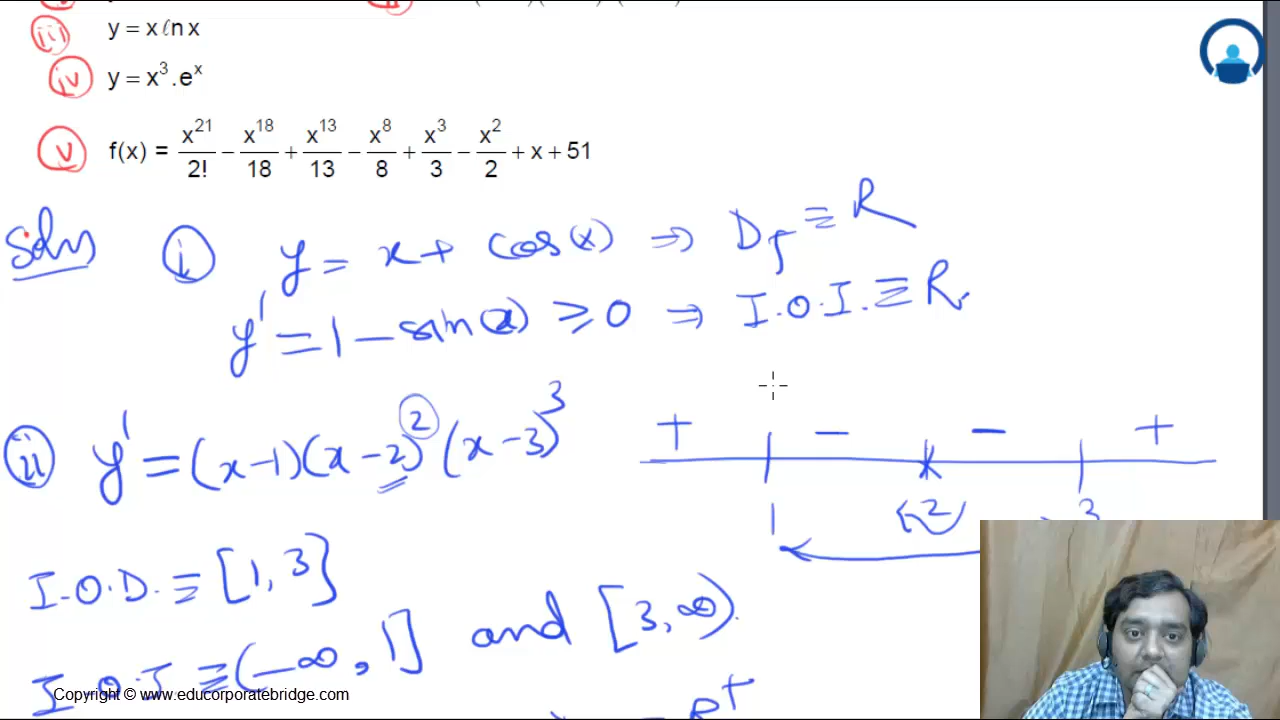 iii y = x ℓn x
iv y = x³.eˣ
v f(x) = x²¹/2! − x¹⁸/18 + x¹³/13 − x⁸/8 + x³/3 − x²/2 + x + 51
Soln i y = x + cos(x) ⇒ Df ≡ R
y' = 1 − sin(x) ≥ 0 ⇒ I.O.I. ≡ R
ii y' = (x−1)(x−2)²(x−3)³
+ − − +
1 2 3
I.O.D. ≡ [1, 3]
I.O.I ≡ (−∞, 1] and [3, ∞).
Copyright © www.educorporatebridge.com